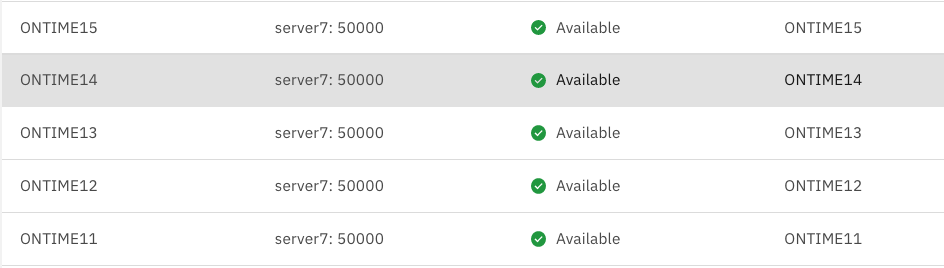 ONTIME15 server7: 50000 Available ONTIME15
ONTIME14 server7: 50000 Available ONTIME14
ONTIME13 server7: 50000 Available ONTIME13
ONTIME12 server7: 50000 Available ONTIME12
ONTIME11 server7: 50000 Available ONTIME11